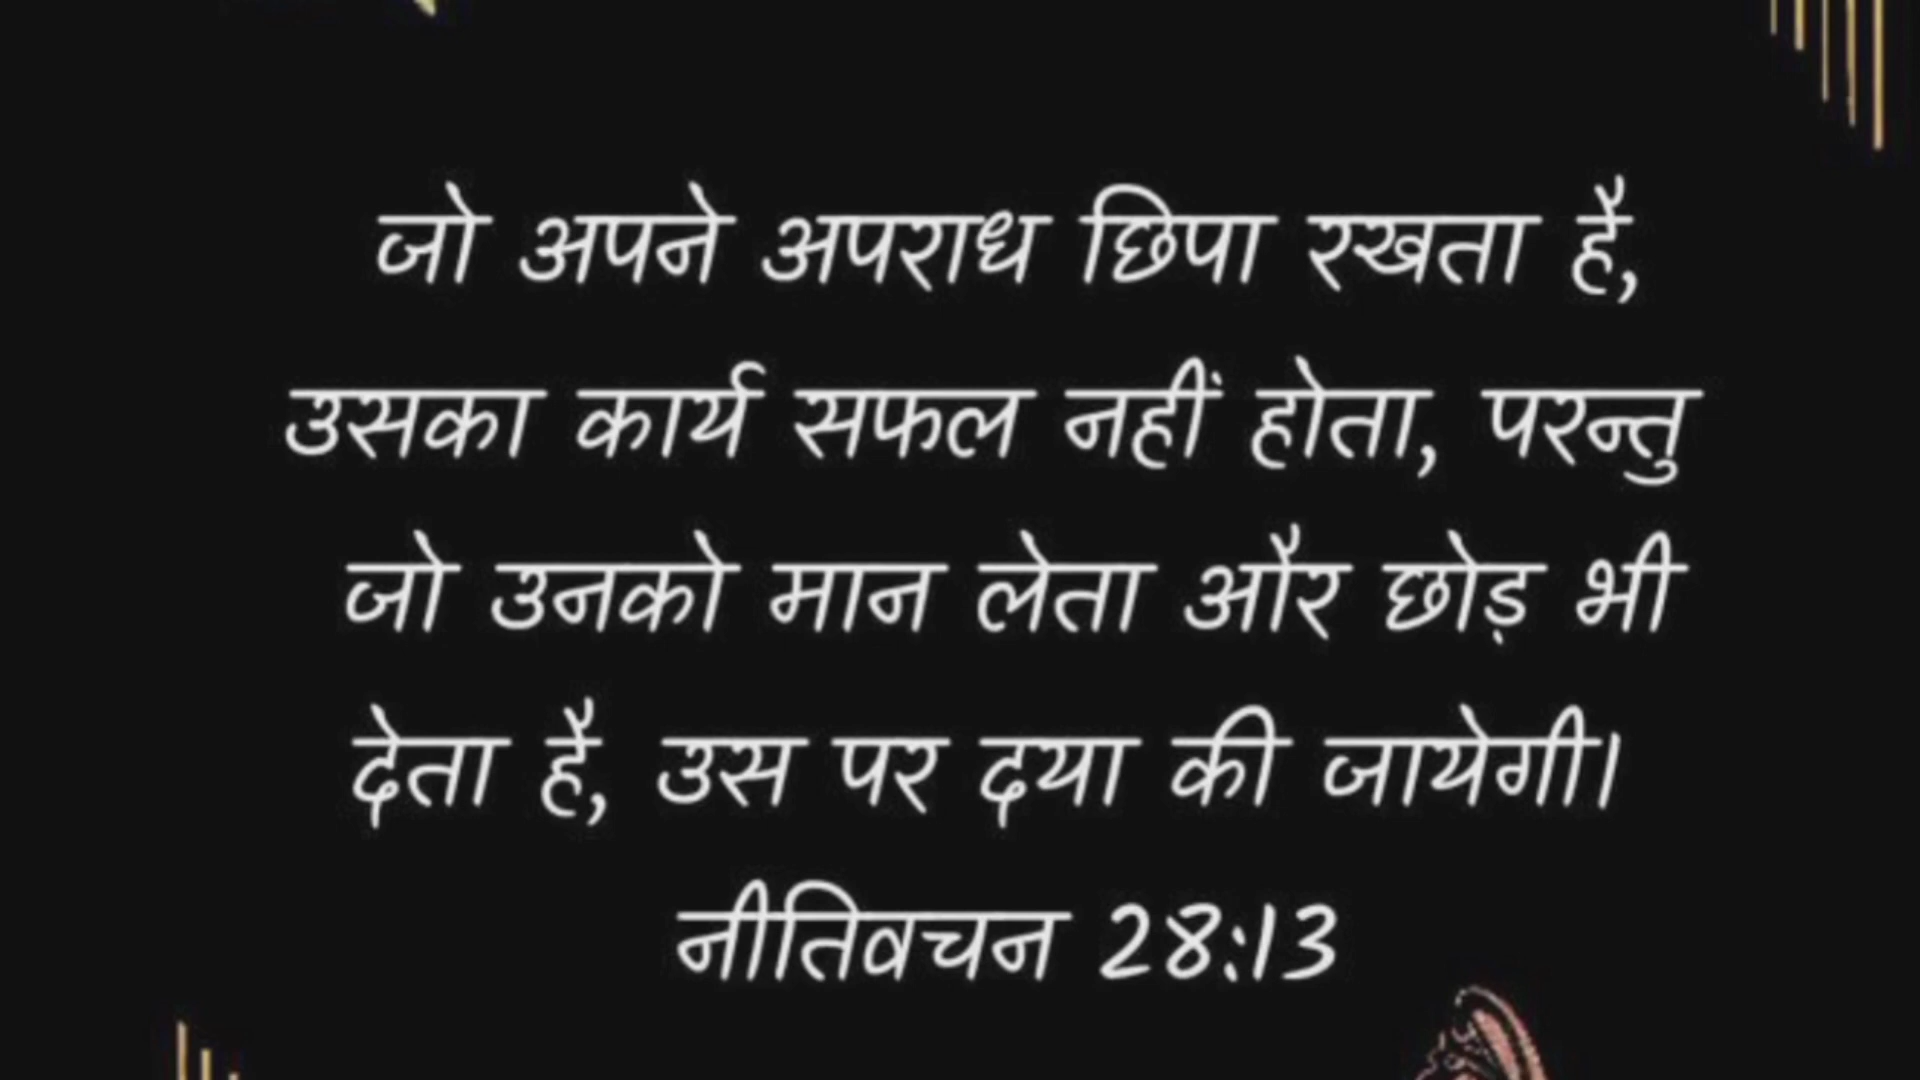 जो अपने अपराध छिपा रखता है,
उसका कार्य सफल नहीं होता, परन्तु
जो उनको मान लेता और छोड़ भी
देता है, उस पर दया की जायेगी।
नीतिवचन 28:13